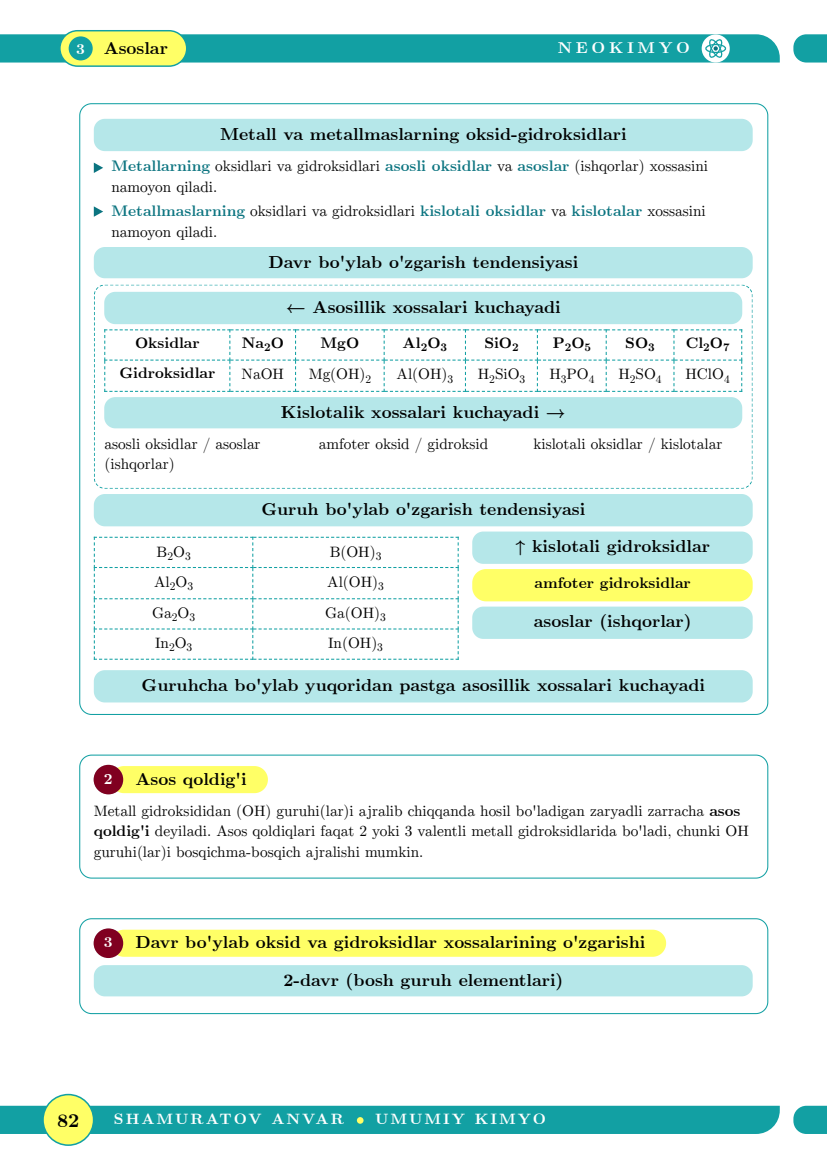 3 Asoslar
NEOKIMYO
Metall va metallmaslarning oksid-gidroksidlari
▶ Metallarning oksidlari va gidroksidlari asosli oksidlar va asoslar (ishqorlar) xossasini
namoyon qiladi.
▶ Metallmaslarning oksidlari va gidroksidlari kislotali oksidlar va kislotalar xossasini
namoyon qiladi.
Davr bo'ylab o'zgarish tendensiyasi
← Asosillik xossalari kuchayadi
Oksidlar Na₂O MgO Al₂O₃ SiO₂ P₂O₅ SO₃ Cl₂O₇
Gidroksidlar NaOH Mg(OH)₂ Al(OH)₃ H₂SiO₃ H₃PO₄ H₂SO₄ HClO₄
Kislotalik xossalari kuchayadi →
asosli oksidlar / asoslar amfoter oksid / gidroksid kislotali oksidlar / kislotalar
(ishqorlar)
Guruh bo'ylab o'zgarish tendensiyasi
B₂O₃ B(OH)₃
Al₂O₃ Al(OH)₃
Ga₂O₃ Ga(OH)₃
In₂O₃ In(OH)₃
↑ kislotali gidroksidlar
amfoter gidroksidlar
asoslar (ishqorlar)
Guruhcha bo'ylab yuqoridan pastga asosillik xossalari kuchayadi
2 Asos qoldig'i
Metall gidroksididan (OH) guruhi(lar)i ajralib chiqqanda hosil bo'ladigan zaryadli zarracha asos
qoldig'i deyiladi. Asos qoldiqlari faqat 2 yoki 3 valentli metall gidroksidlarida bo'ladi, chunki OH
guruhi(lar)i bosqichma-bosqich ajralishi mumkin.
3 Davr bo'ylab oksid va gidroksidlar xossalarining o'zgarishi
2-davr (bosh guruh elementlari)
82 SHAMURATOV ANVAR • UMUMIY KIMYO